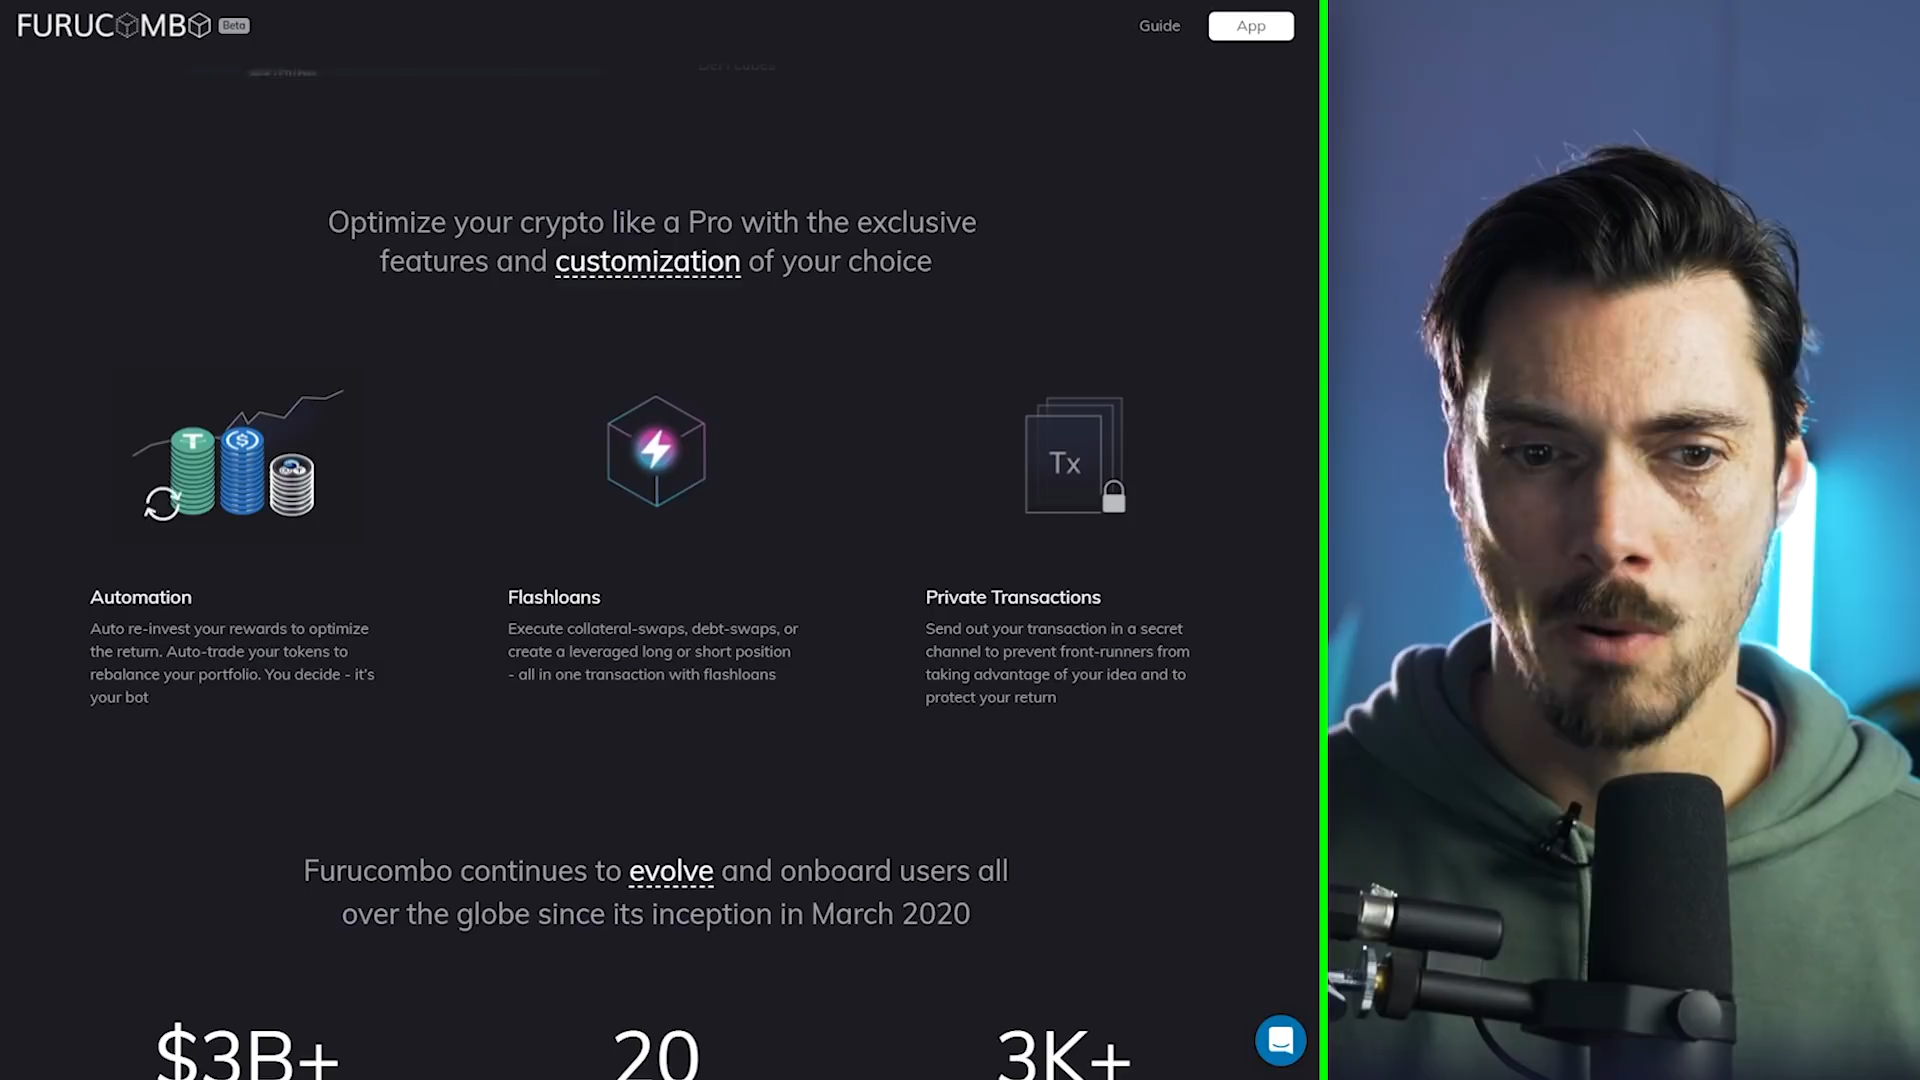 FURUCOMBO Beta
Guide
App
DeFi cubes
Optimize your crypto like a Pro with the exclusive
features and customization of your choice
Tx
Automation
Auto re-invest your rewards to optimize
the return. Auto-trade your tokens to
rebalance your portfolio. You decide - it's
your bot
Flashloans
Execute collateral-swaps, debt-swaps, or
create a leveraged long or short position
- all in one transaction with flashloans
Private Transactions
Send out your transaction in a secret
channel to prevent front-runners from
taking advantage of your idea and to
protect your return
Furucombo continues to evolve and onboard users all
over the globe since its inception in March 2020
$3B+
20
3K+